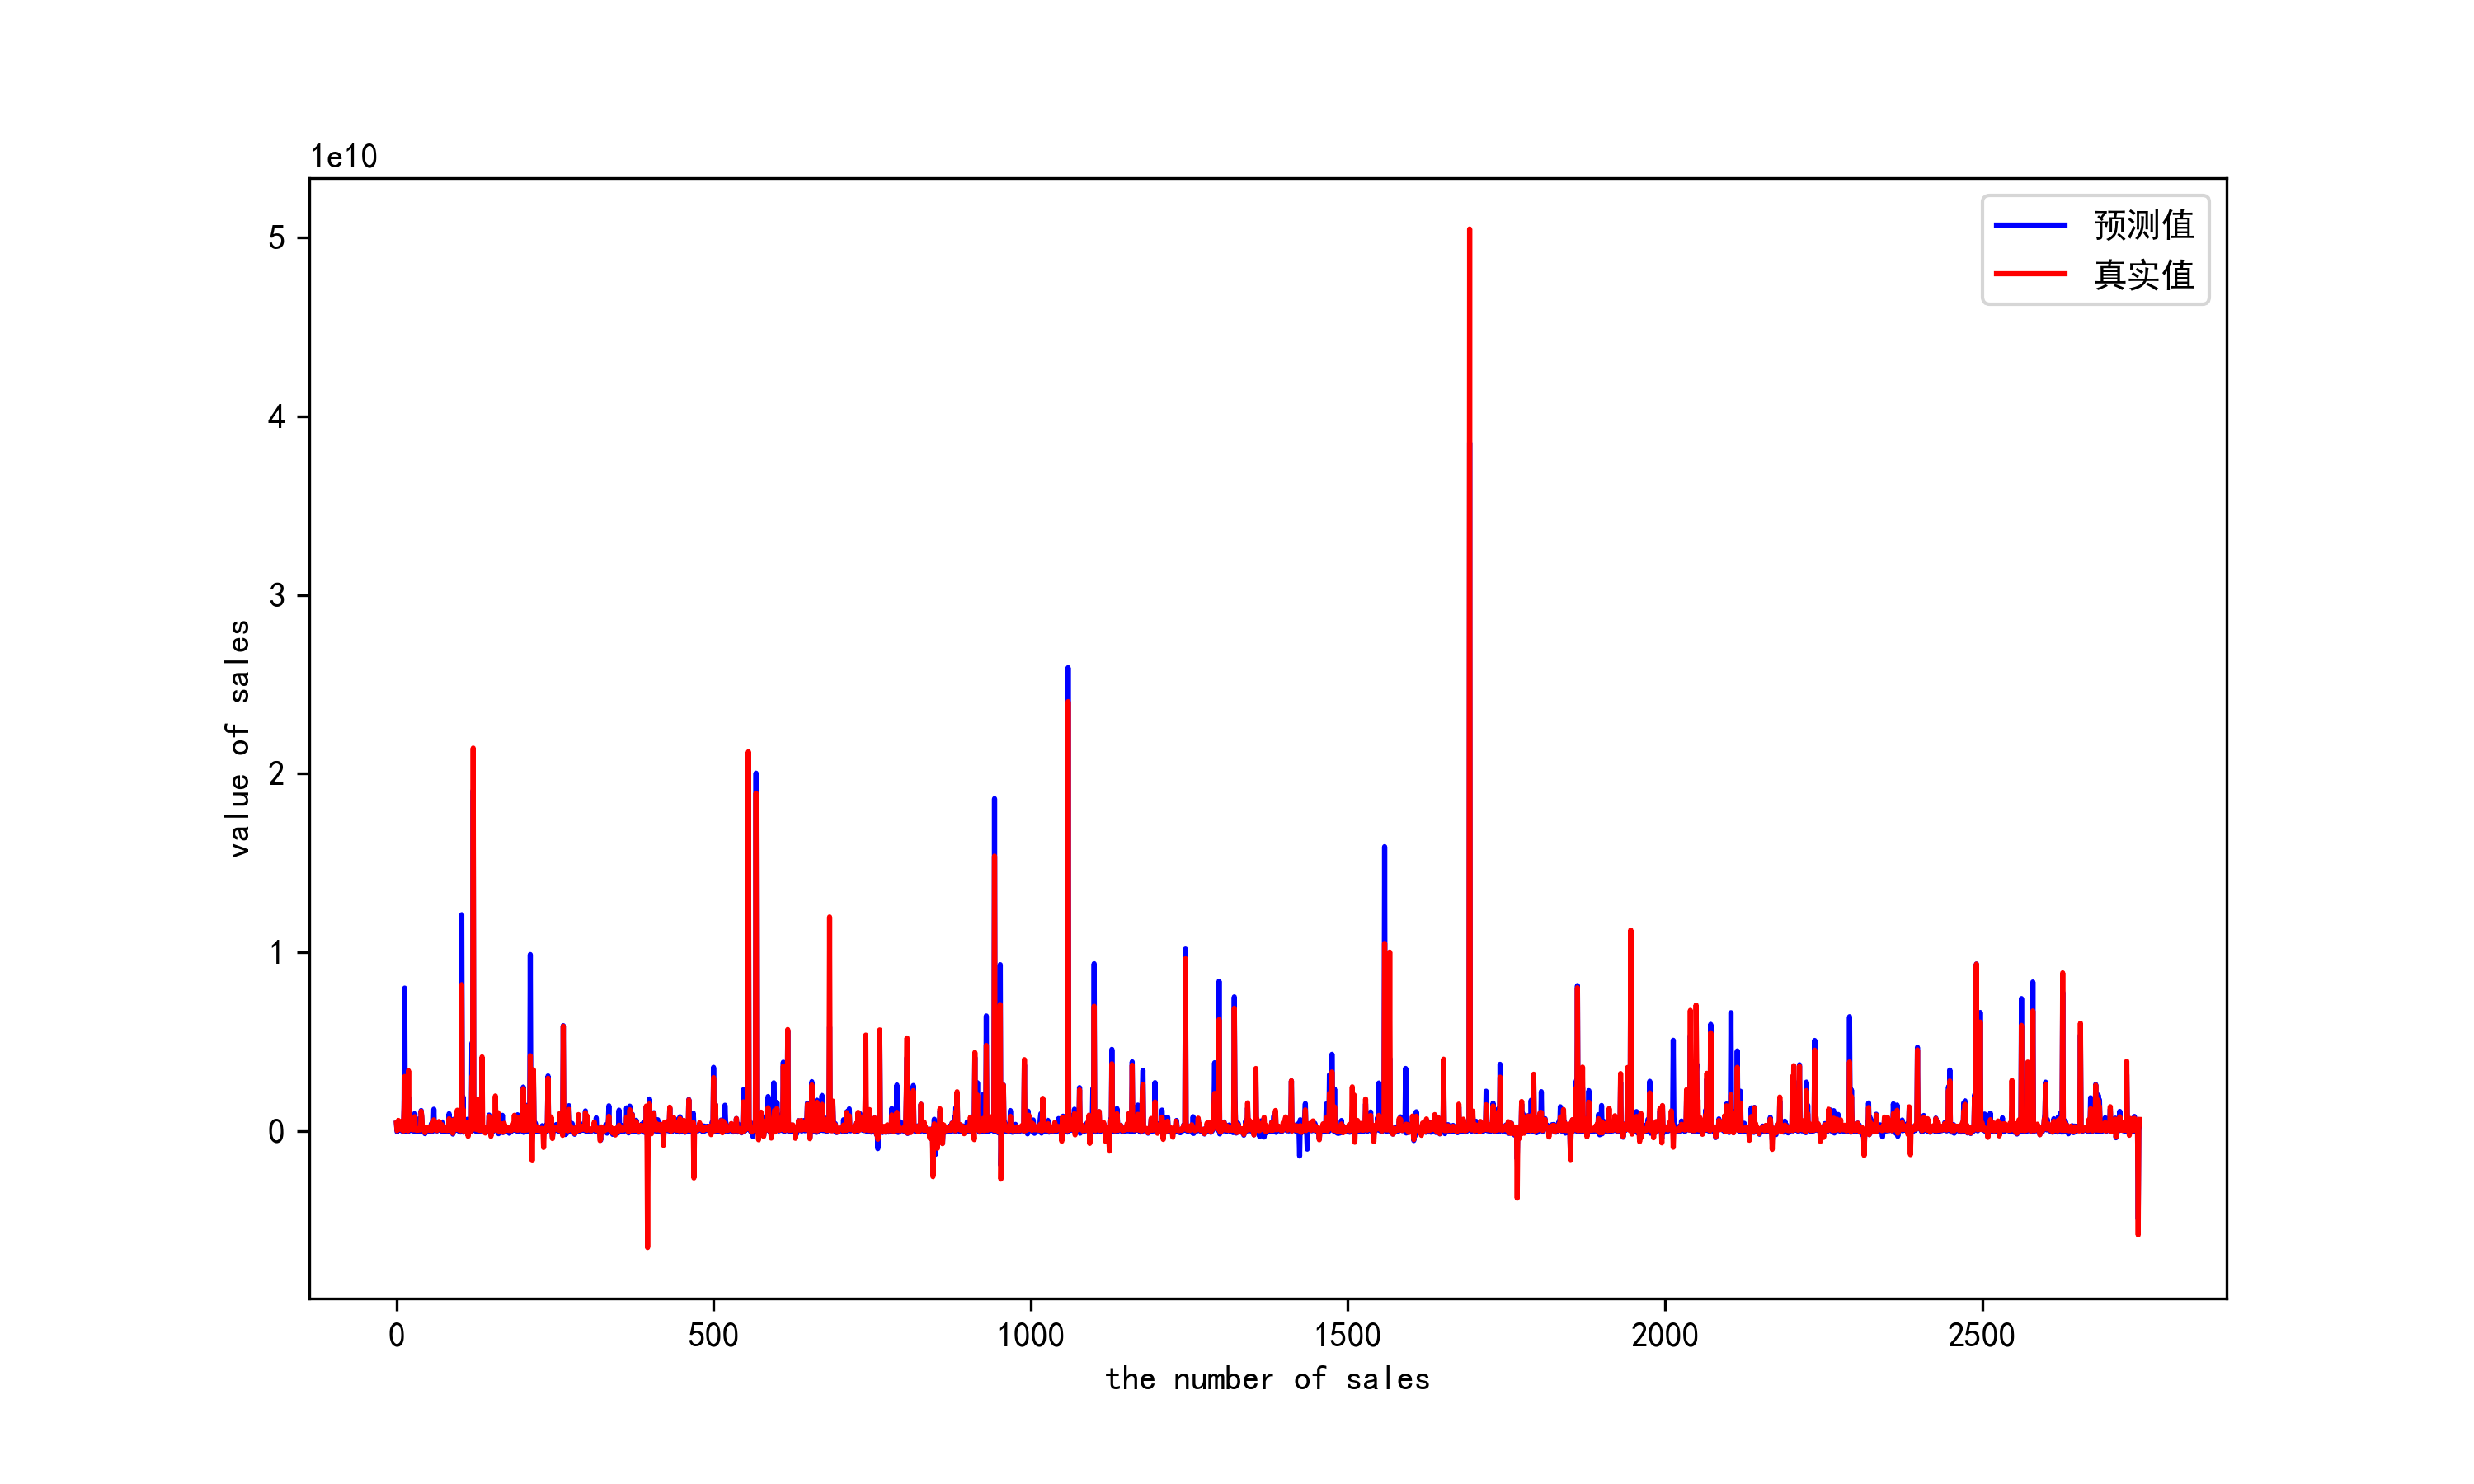 1e10
预测值
真实值
5
4
3
2
1
0
value of sales
0 500 1000 1500 2000 2500
the number of sales